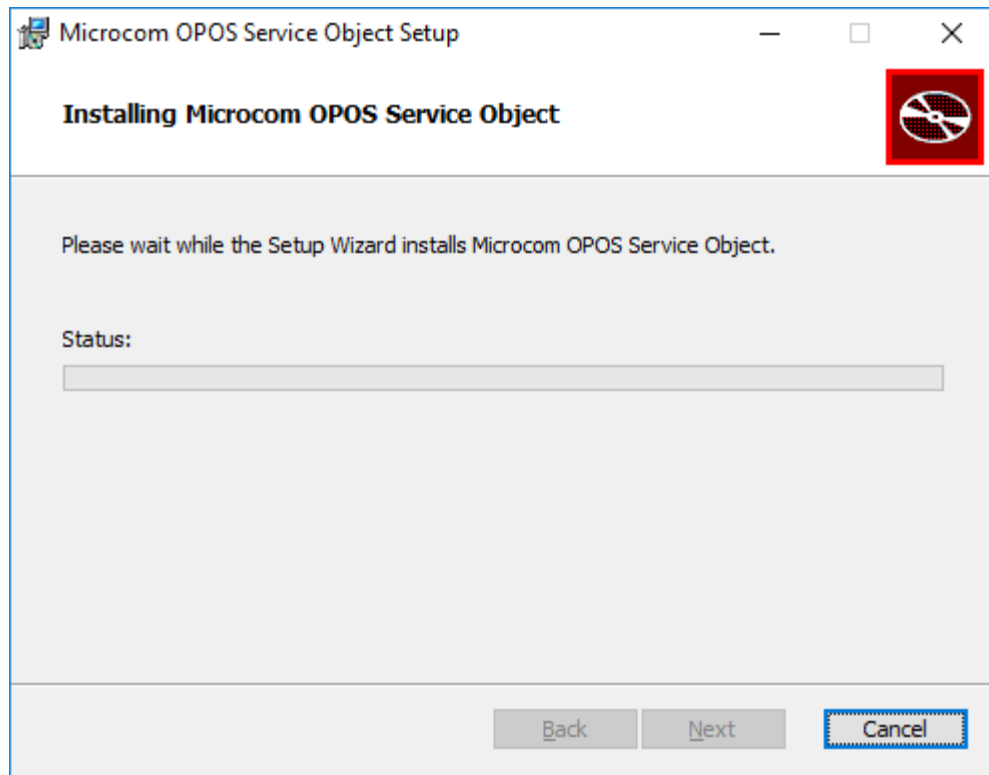 Microcom OPOS Service Object Setup
Installing Microcom OPOS Service Object
Please wait while the Setup Wizard installs Microcom OPOS Service Object.
Status:
Back Next Cancel